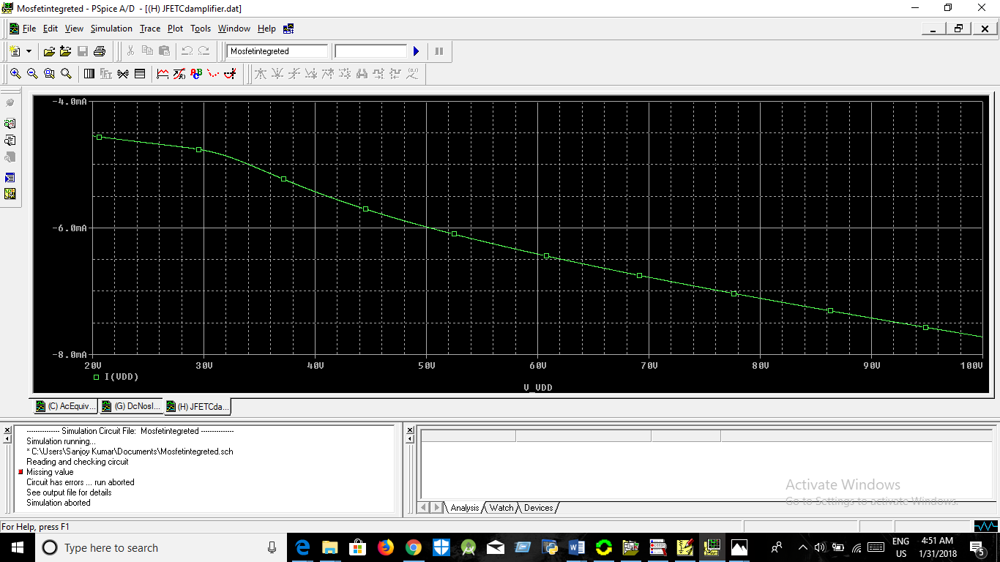 Mosfetintegreted - PSpice A/D - [(H) JFETCdamplifier.dat]
File Edit View Simulation Trace Plot Tools Window Help
Mosfetintegreted
-4.0mA
-6.0mA
-8.0mA
20V 30V 40V 50V 60V 70V 80V 90V 100V
I(VDD)
V_VDD
(C) AcEquiv... (G) DcNosI... (H) JFETCda...
--------------- Simulation Circuit File: Mosfetintegreted ---------------
Simulation running...
* C:\Users\Sanjoy Kumar\Documents\Mosfetintegreted.sch
Reading and checking circuit
Missing value
Circuit has errors ... run aborted
See output file for details
Simulation aborted
Analysis Watch Devices
Activate Windows
Go to Settings to activate Windows.
For Help, press F1
Type here to search
ENG
US
4:51 AM
1/31/2018
5